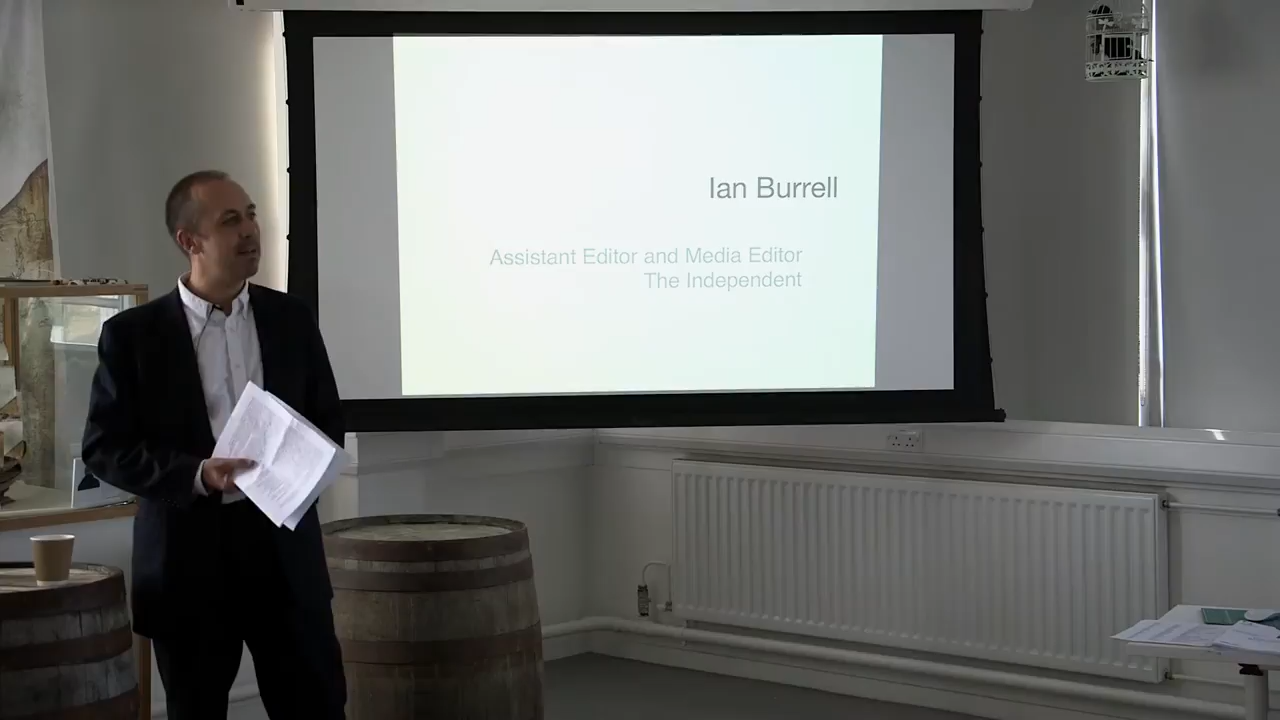 Ian Burrell
Assistant Editor and Media Editor
The Independent